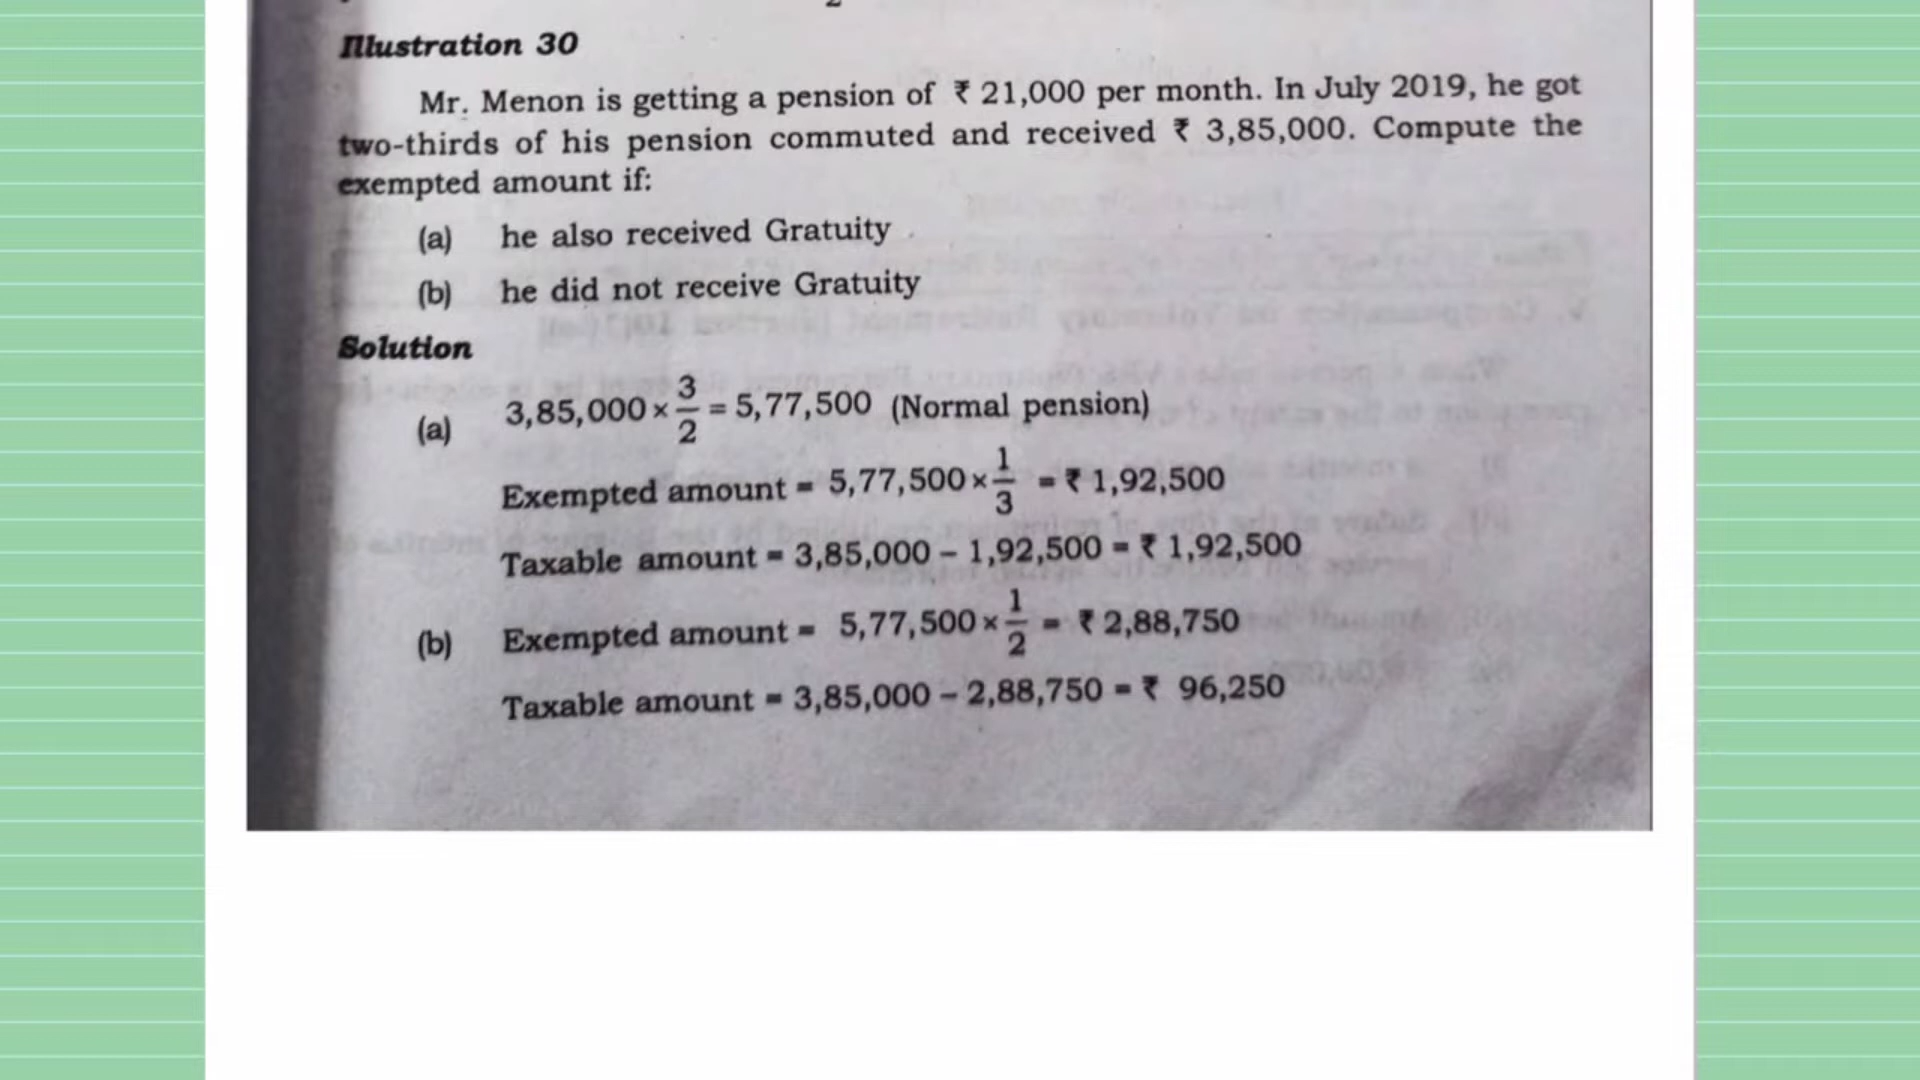 Illustration 30
Mr. Menon is getting a pension of ₹ 21,000 per month. In July 2019, he got
two-thirds of his pension commuted and received ₹ 3,85,000. Compute the
exempted amount if:
(a) he also received Gratuity
(b) he did not receive Gratuity
Solution
(a) 3,85,000 × 3/2 = 5,77,500 (Normal pension)
Exempted amount = 5,77,500 × 1/3 = ₹ 1,92,500
Taxable amount = 3,85,000 – 1,92,500 = ₹ 1,92,500
(b) Exempted amount = 5,77,500 × 1/2 = ₹ 2,88,750
Taxable amount = 3,85,000 – 2,88,750 = ₹ 96,250